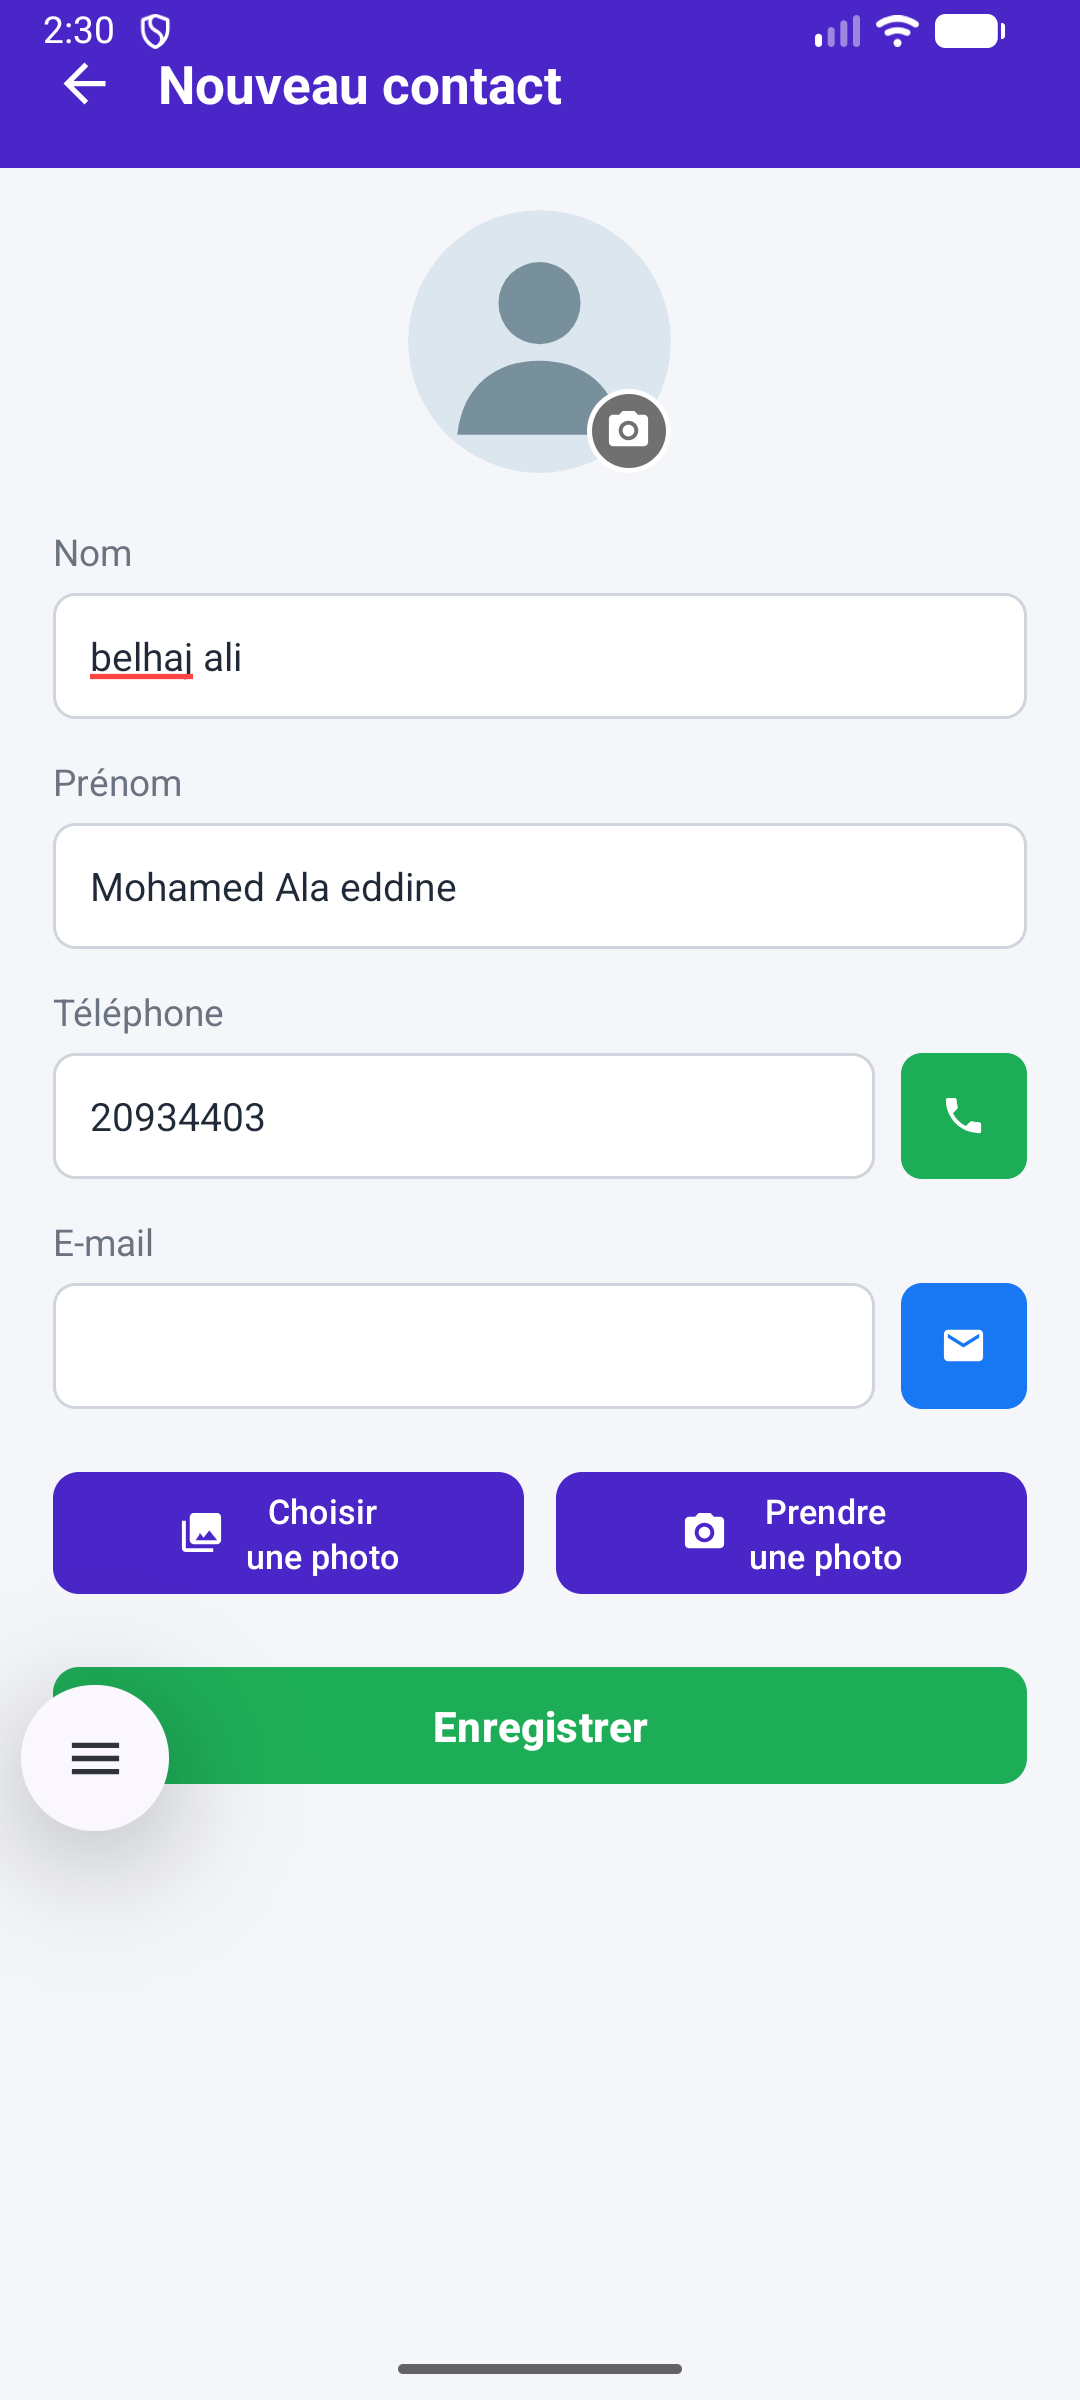 2:30
Nouveau contact
Nom
belhaj ali
Prénom
Mohamed Ala eddine
Téléphone
20934403
E-mail
Choisir
une photo
Prendre
une photo
Enregistrer